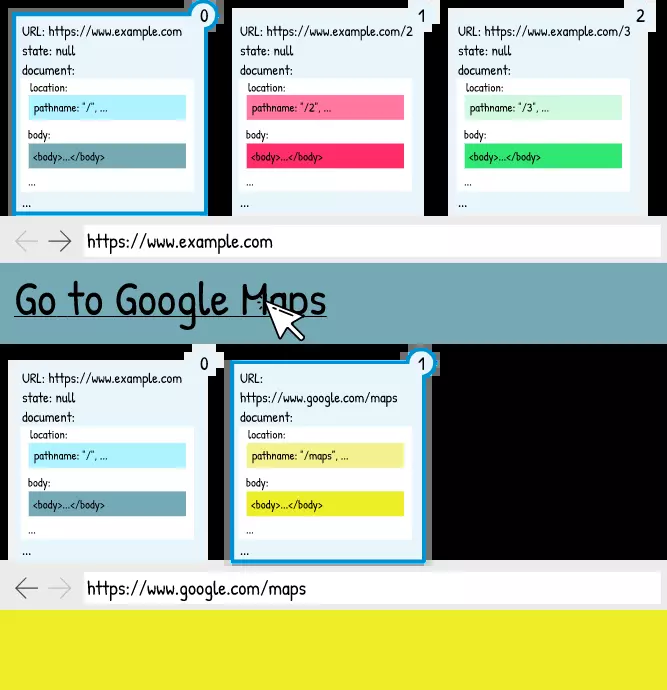 0
URL: https://www.example.com
state: null
document:
location:
pathname: "/", ...
body:
<body>...</body>
...
...
1
URL: https://www.example.com/2
state: null
document:
location:
pathname: "/2", ...
body:
<body>...</body>
...
...
2
URL: https://www.example.com/3
state: null
document:
location:
pathname: "/3", ...
body:
<body>...</body>
...
...
https://www.example.com
Go to Google Maps
0
URL: https://www.example.com
state: null
document:
location:
pathname: "/", ...
body:
<body>...</body>
...
...
1
URL:
https://www.google.com/maps
document:
location:
pathname: "/maps", ...
body:
<body>...</body>
...
...
https://www.google.com/maps